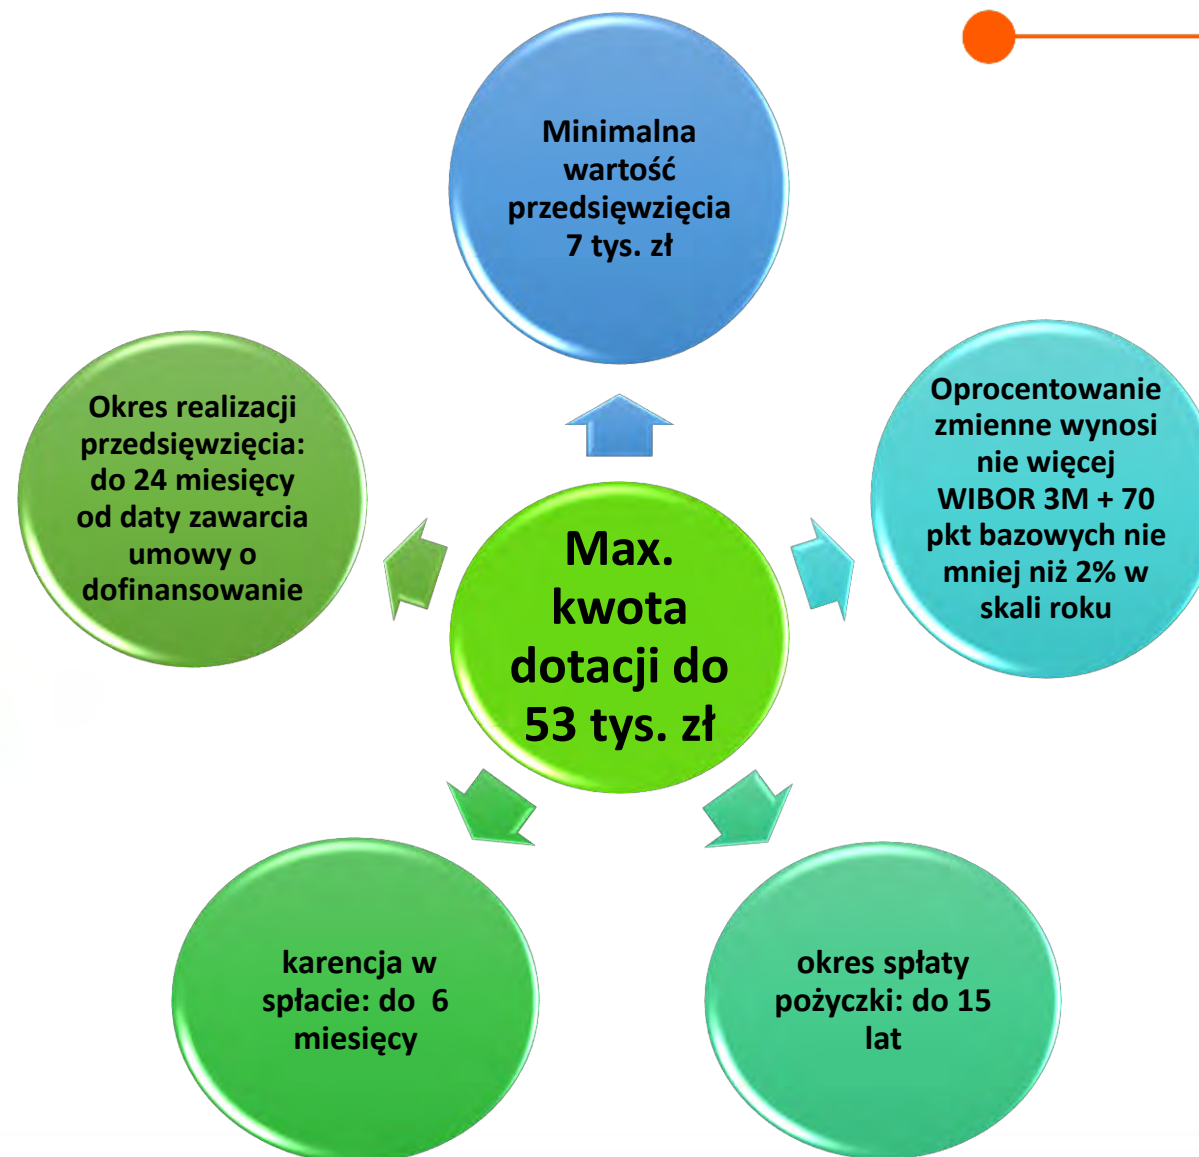 Minimalna
wartość
przedsięwzięcia
7 tys. zł
Okres realizacji
przedsięwzięcia:
do 24 miesięcy
od daty zawarcia
umowy o
dofinansowanie
Oprocentowanie
zmienne wynosi
nie więcej
WIBOR 3M + 70
pkt bazowych nie
mniej niż 2% w
skali roku
Max.
kwota
dotacji do
53 tys. zł
karencja w
spłacie: do  6
miesięcy
okres spłaty
pożyczki: do 15
lat